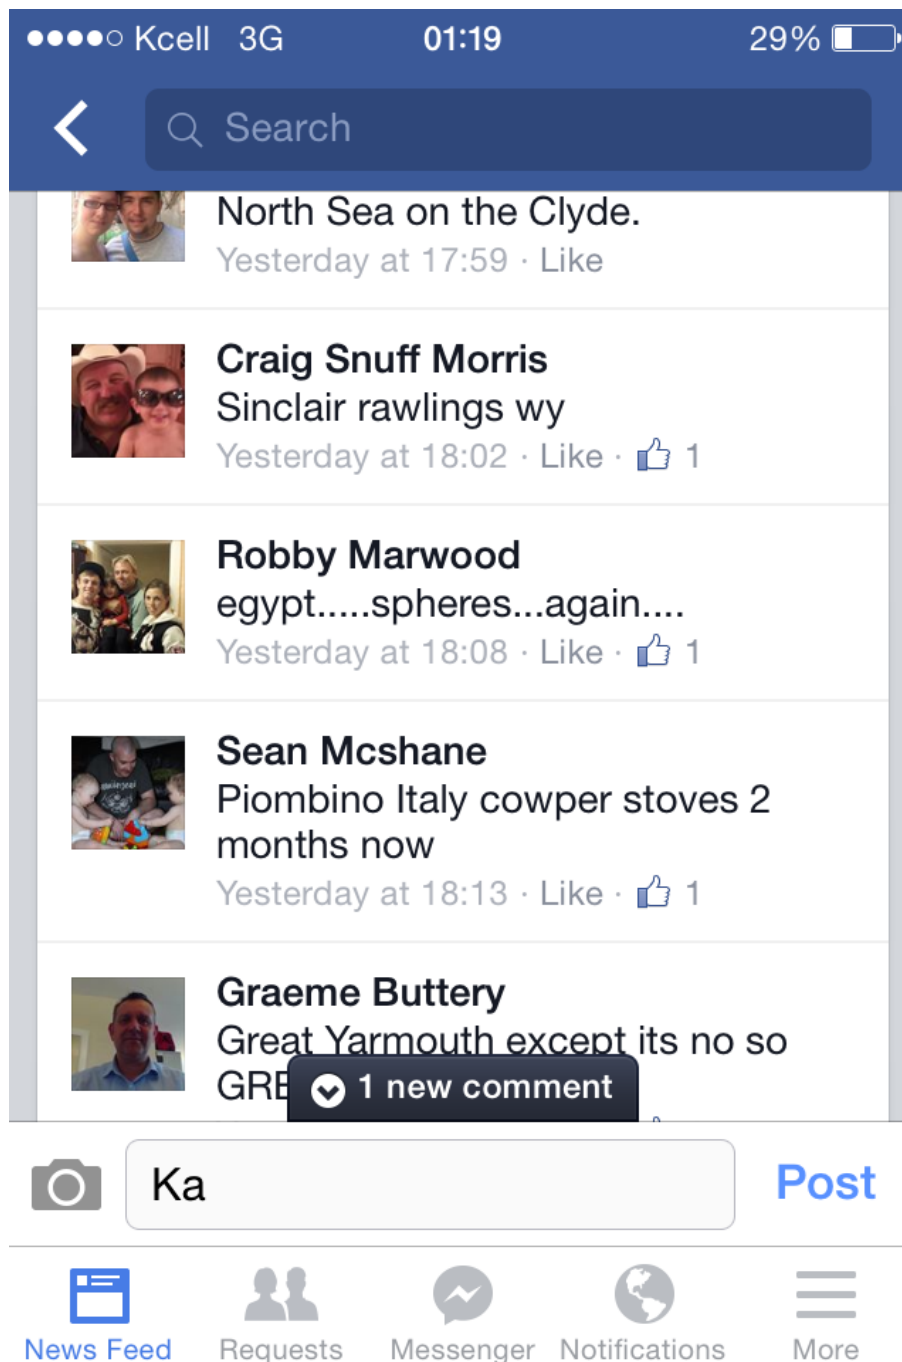 Kcell 3G 01:19 29%
Search
North Sea on the Clyde.
Yesterday at 17:59 · Like
Craig Snuff Morris
Sinclair rawlings wy
Yesterday at 18:02 · Like · 1
Robby Marwood
egypt.....spheres...again....
Yesterday at 18:08 · Like · 1
Sean Mcshane
Piombino Italy cowper stoves 2
months now
Yesterday at 18:13 · Like · 1
Graeme Buttery
Great Yarmouth except its no so
1 new comment
Ka Post
News Feed Requests Messenger Notifications More